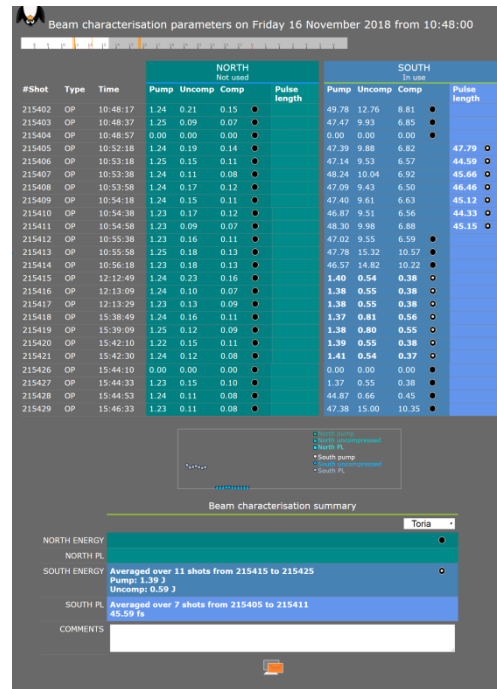 Beam characterisation parameters on Friday 16 November 2018 from 10:48:00
NORTH SOUTH
Not used In use
#Shot Type Time Pump Uncomp Comp Pulse length Pump Uncomp Comp Pulse length
215402 OP 10:48:17 1.24 0.21 0.15 49.78 12.76 8.81
215403 OP 10:48:37 1.25 0.09 0.07 47.47 9.93 6.85
215404 OP 10:48:57 0.00 0.00 0.00 0.00 0.00 0.00
215405 OP 10:52:18 1.24 0.19 0.14 47.39 9.88 6.82 47.79
215406 OP 10:53:18 1.25 0.15 0.11 47.14 9.53 6.57 44.59
215407 OP 10:53:38 1.24 0.11 0.08 48.24 10.04 6.92 45.66
215408 OP 10:53:58 1.24 0.17 0.12 47.09 9.43 6.50 46.46
215409 OP 10:54:18 1.24 0.15 0.11 47.40 9.61 6.63 45.12
215410 OP 10:54:38 1.23 0.17 0.12 46.87 9.51 6.56 44.33
215411 OP 10:54:58 1.23 0.09 0.07 48.30 9.98 6.88 45.15
215412 OP 10:55:38 1.22 0.16 0.11 47.02 9.55 6.59
215413 OP 10:55:58 1.25 0.18 0.13 47.78 15.32 10.57
215414 OP 10:56:18 1.23 0.18 0.13 46.57 14.82 10.22
215415 OP 12:12:49 1.24 0.23 0.16 1.40 0.54 0.38
215416 OP 12:13:09 1.24 0.10 0.07 1.38 0.55 0.38
215417 OP 12:13:29 1.23 0.13 0.09 1.38 0.55 0.38
215418 OP 15:38:49 1.24 0.16 0.11 1.37 0.81 0.56
215419 OP 15:39:09 1.25 0.12 0.09 1.38 0.80 0.55
215420 OP 15:42:10 1.22 0.15 0.11 1.39 0.55 0.38
215421 OP 15:42:30 1.24 0.12 0.08 1.41 0.54 0.37
215426 OP 15:44:10 0.00 0.00 0.00 0.00 0.00 0.00
215427 OP 15:44:33 1.23 0.15 0.10 1.37 0.55 0.38
215428 OP 15:44:53 1.24 0.11 0.08 44.87 0.66 0.45
215429 OP 15:46:33 1.23 0.11 0.08 47.38 15.00 10.35
North pump
North uncompressed
North PL
South pump
South uncompressed
South PL
Beam characterisation summary
Toria
NORTH ENERGY
NORTH PL
SOUTH ENERGY Averaged over 11 shots from 215415 to 215425
Pump: 1.39 J
Uncomp: 0.59 J
SOUTH PL Averaged over 7 shots from 215405 to 215411
45.59 fs
COMMENTS